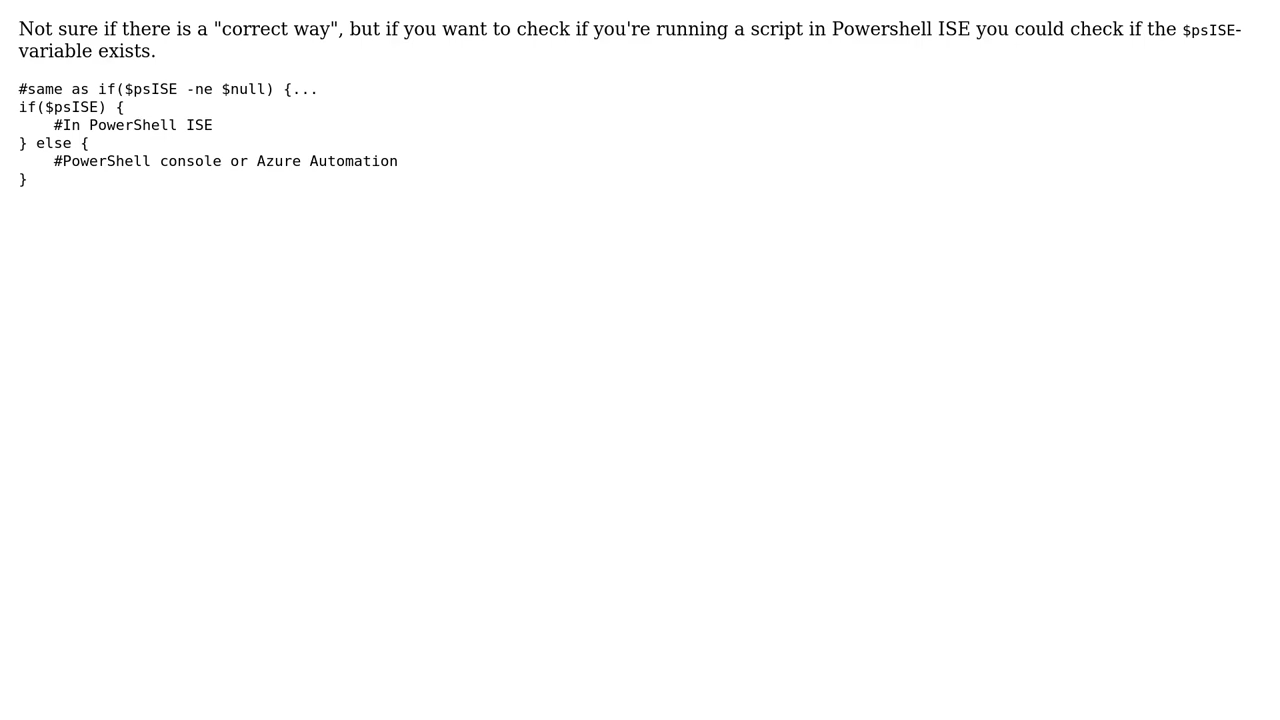 Not sure if there is a "correct way", but if you want to check if you're running a script in Powershell ISE you could check if the $psISE-
variable exists.
#same as if($psISE -ne $null) {...
if($psISE) {
    #In PowerShell ISE
} else {
    #PowerShell console or Azure Automation
}